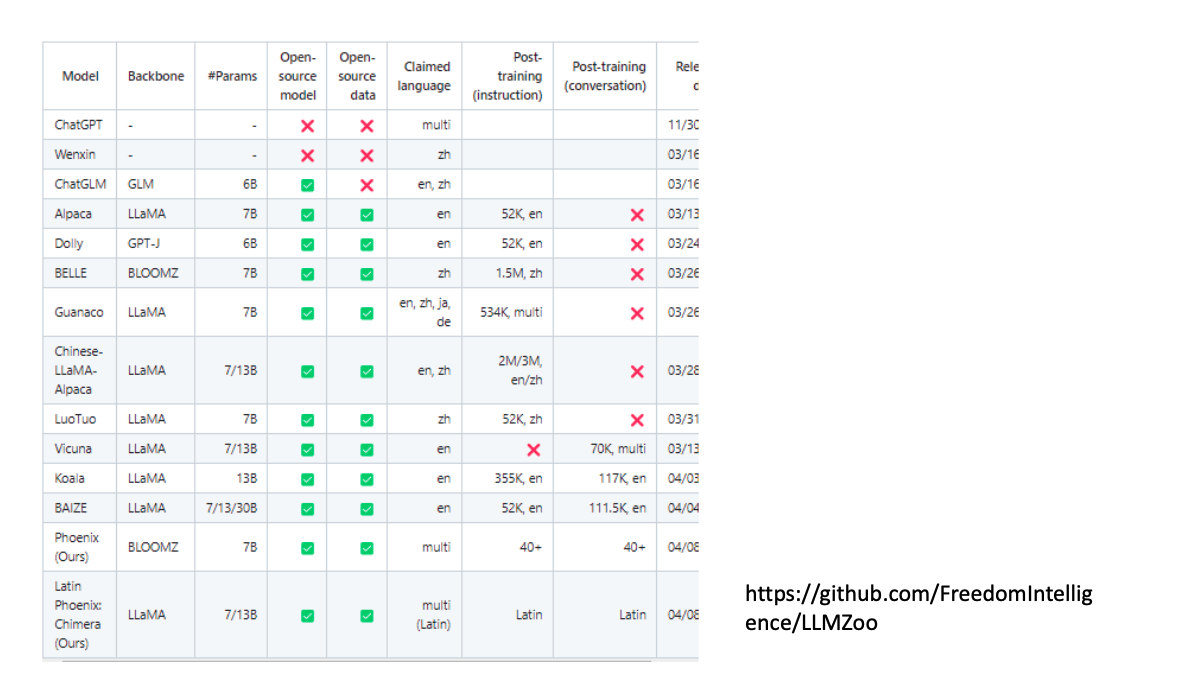 Model Backbone #Params Open-source model Open-source data Claimed language Post-training (instruction) Post-training (conversation)
ChatGPT - - ❌ ❌ multi 11/30
Wenxin - - ❌ ❌ zh 03/16
ChatGLM GLM 6B ✅ ❌ en, zh 03/16
Alpaca LLaMA 7B ✅ ✅ en 52K, en ❌ 03/13
Dolly GPT-J 6B ✅ ✅ en 52K, en ❌ 03/24
BELLE BLOOMZ 7B ✅ ✅ zh 1.5M, zh ❌ 03/26
Guanaco LLaMA 7B ✅ ✅ en, zh, ja, de 534K, multi ❌ 03/26
Chinese-LLaMA-Alpaca LLaMA 7/13B ✅ ✅ en, zh 2M/3M, en/zh ❌ 03/28
LuoTuo LLaMA 7B ✅ ✅ zh 52K, zh ❌ 03/31
Vicuna LLaMA 7/13B ✅ ✅ en ❌ 70K, multi 03/13
Koala LLaMA 13B ✅ ✅ en 355K, en 117K, en 04/03
BAIZE LLaMA 7/13/30B ✅ ✅ en 52K, en 111.5K, en 04/04
Phoenix (Ours) BLOOMZ 7B ✅ ✅ multi 40+ 40+ 04/08
Latin Phoenix: Chimera (Ours) LLaMA 7/13B ✅ ✅ multi (Latin) Latin Latin 04/08
https://github.com/FreedomIntellig
ence/LLMZoo